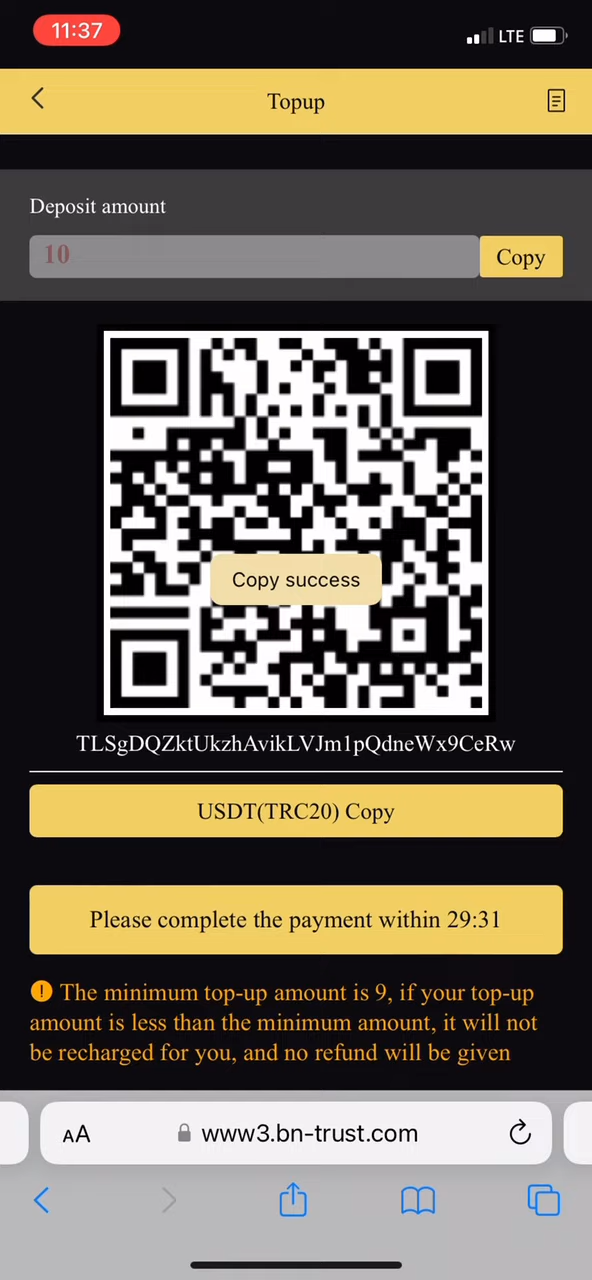 11:37
LTE
Topup
Deposit amount
10
Copy
Copy success
TLSgDQZktUkzhAvikLVJm1pQdneWx9CeRw
USDT(TRC20) Copy
Please complete the payment within 29:31
! The minimum top-up amount is 9, if your top-up
amount is less than the minimum amount, it will not
be recharged for you, and no refund will be given
AA
www3.bn-trust.com